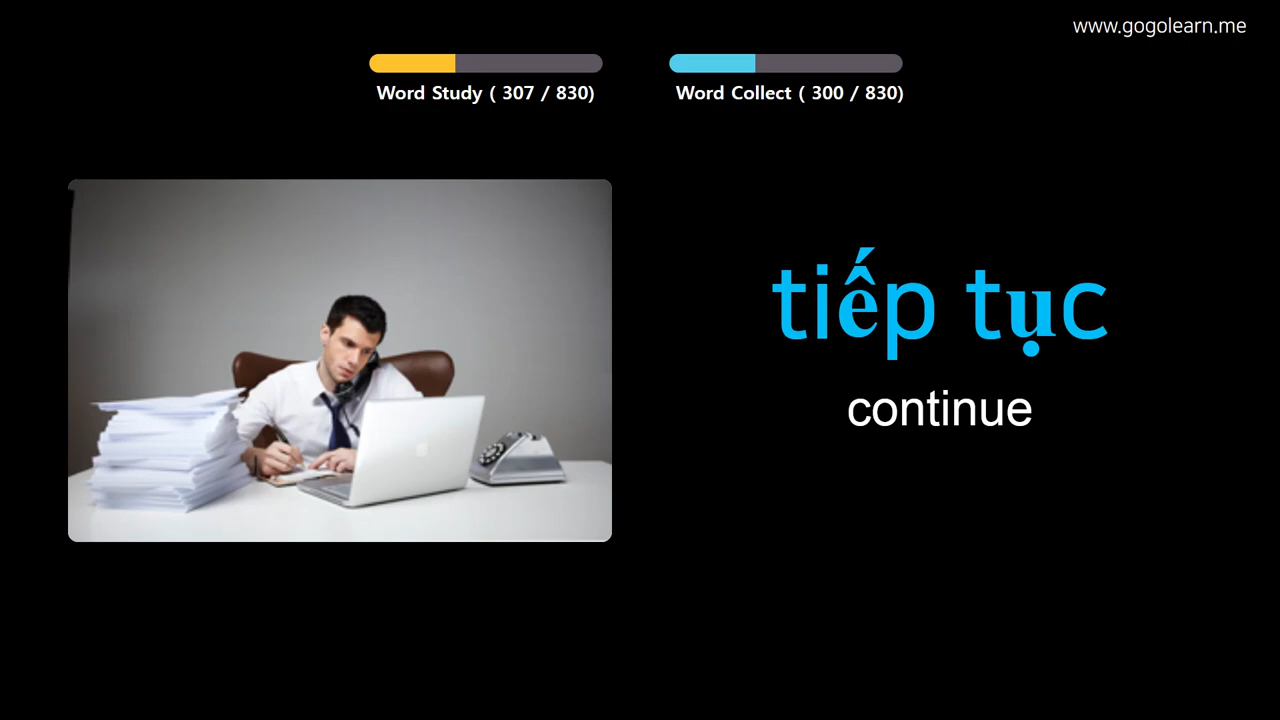 www.gogolearn.me
Word Study ( 307 / 830)
Word Collect ( 300 / 830)
tiếp tục
continue